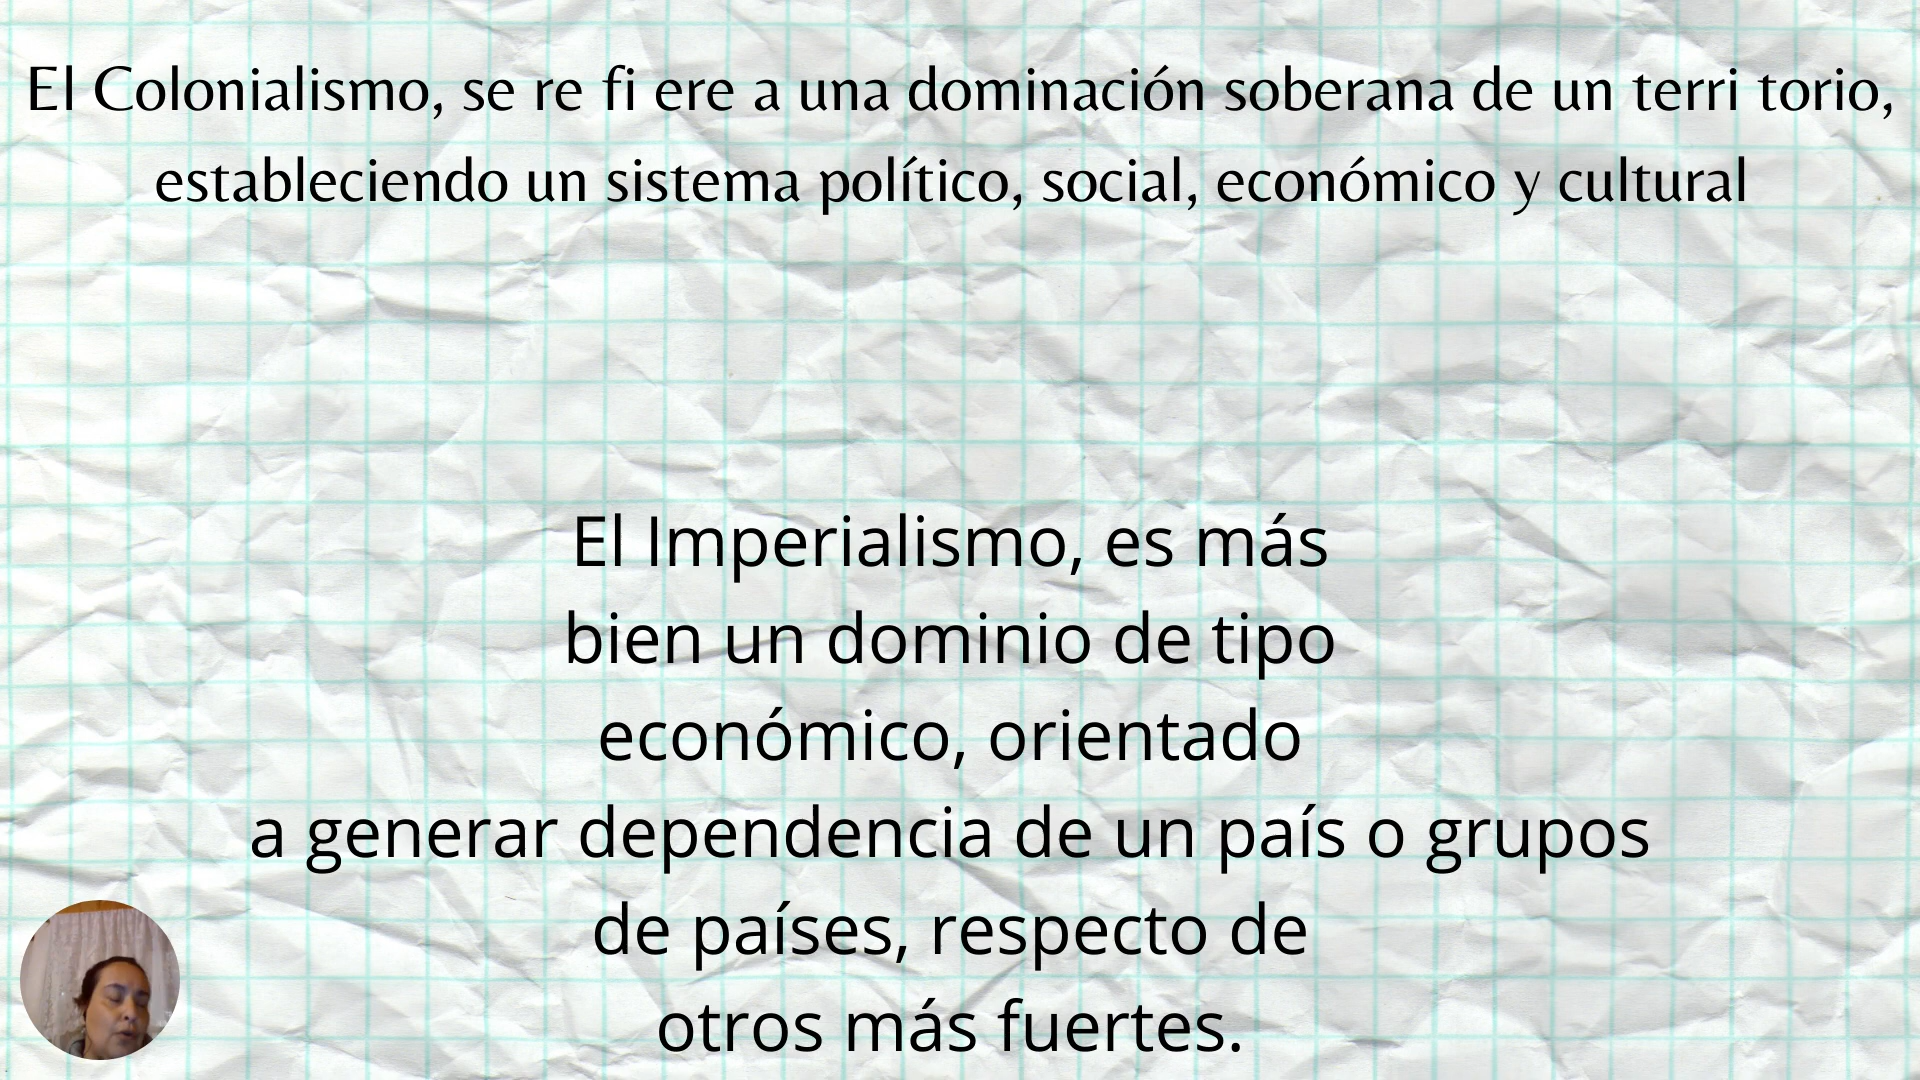 El Colonialismo, se re fi ere a una dominación soberana de un terri torio,
estableciendo un sistema político, social, económico y cultural
El Imperialismo, es más
bien un dominio de tipo
económico, orientado
a generar dependencia de un país o grupos
de países, respecto de
otros más fuertes.